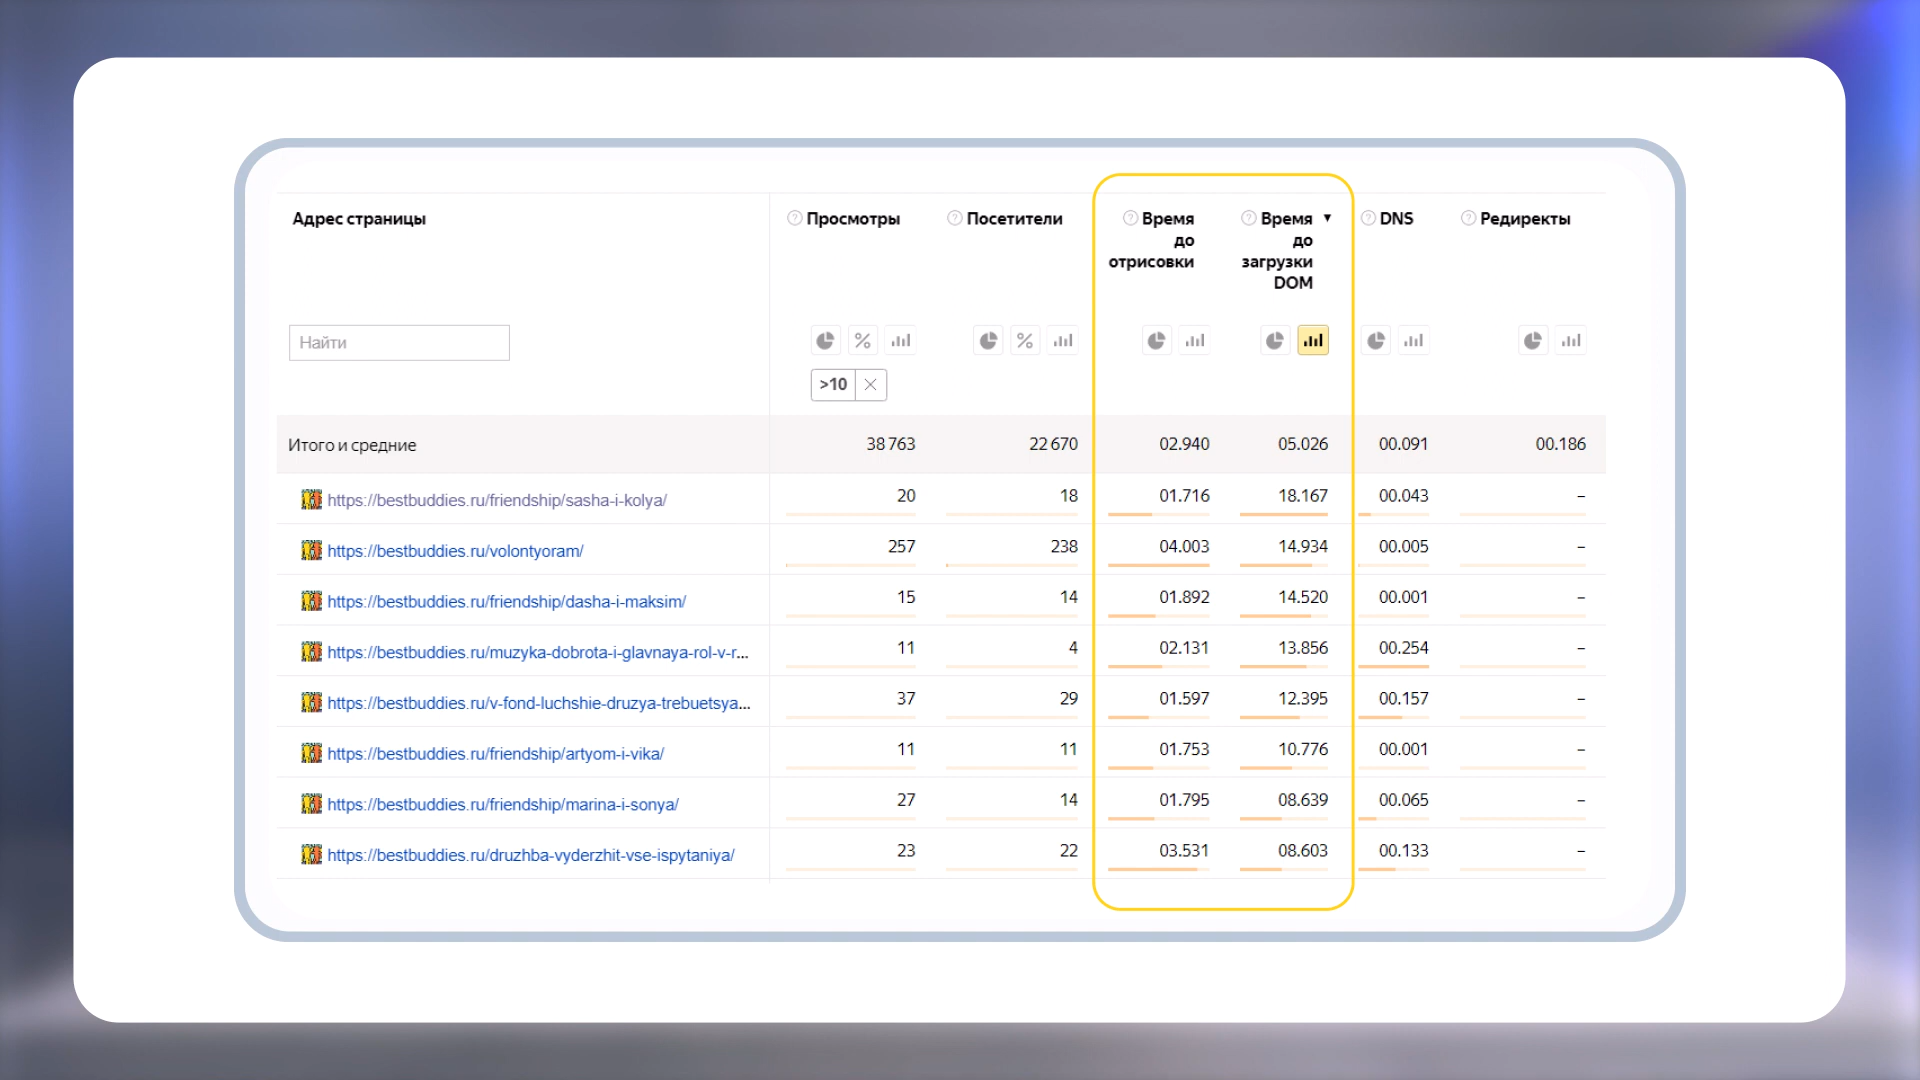 Адрес страницы
Просмотры
Посетители
Время до отрисовки
Время до загрузки DOM ▼
DNS
Редиректы
Найти
>10
Итого и средние 38 763 22 670 02.940 05.026 00.091 00.186
https://bestbuddies.ru/friendship/sasha-i-kolya/ 20 18 01.716 18.167 00.043 –
https://bestbuddies.ru/volontyoram/ 257 238 04.003 14.934 00.005 –
https://bestbuddies.ru/friendship/dasha-i-maksim/ 15 14 01.892 14.520 00.001 –
https://bestbuddies.ru/muzyka-dobrota-i-glavnaya-rol-v-r... 11 4 02.131 13.856 00.254 –
https://bestbuddies.ru/v-fond-luchshie-druzya-trebuetsya... 37 29 01.597 12.395 00.157 –
https://bestbuddies.ru/friendship/artyom-i-vika/ 11 11 01.753 10.776 00.001 –
https://bestbuddies.ru/friendship/marina-i-sonya/ 27 14 01.795 08.639 00.065 –
https://bestbuddies.ru/druzhba-vyderzhit-vse-ispytaniya/ 23 22 03.531 08.603 00.133 –